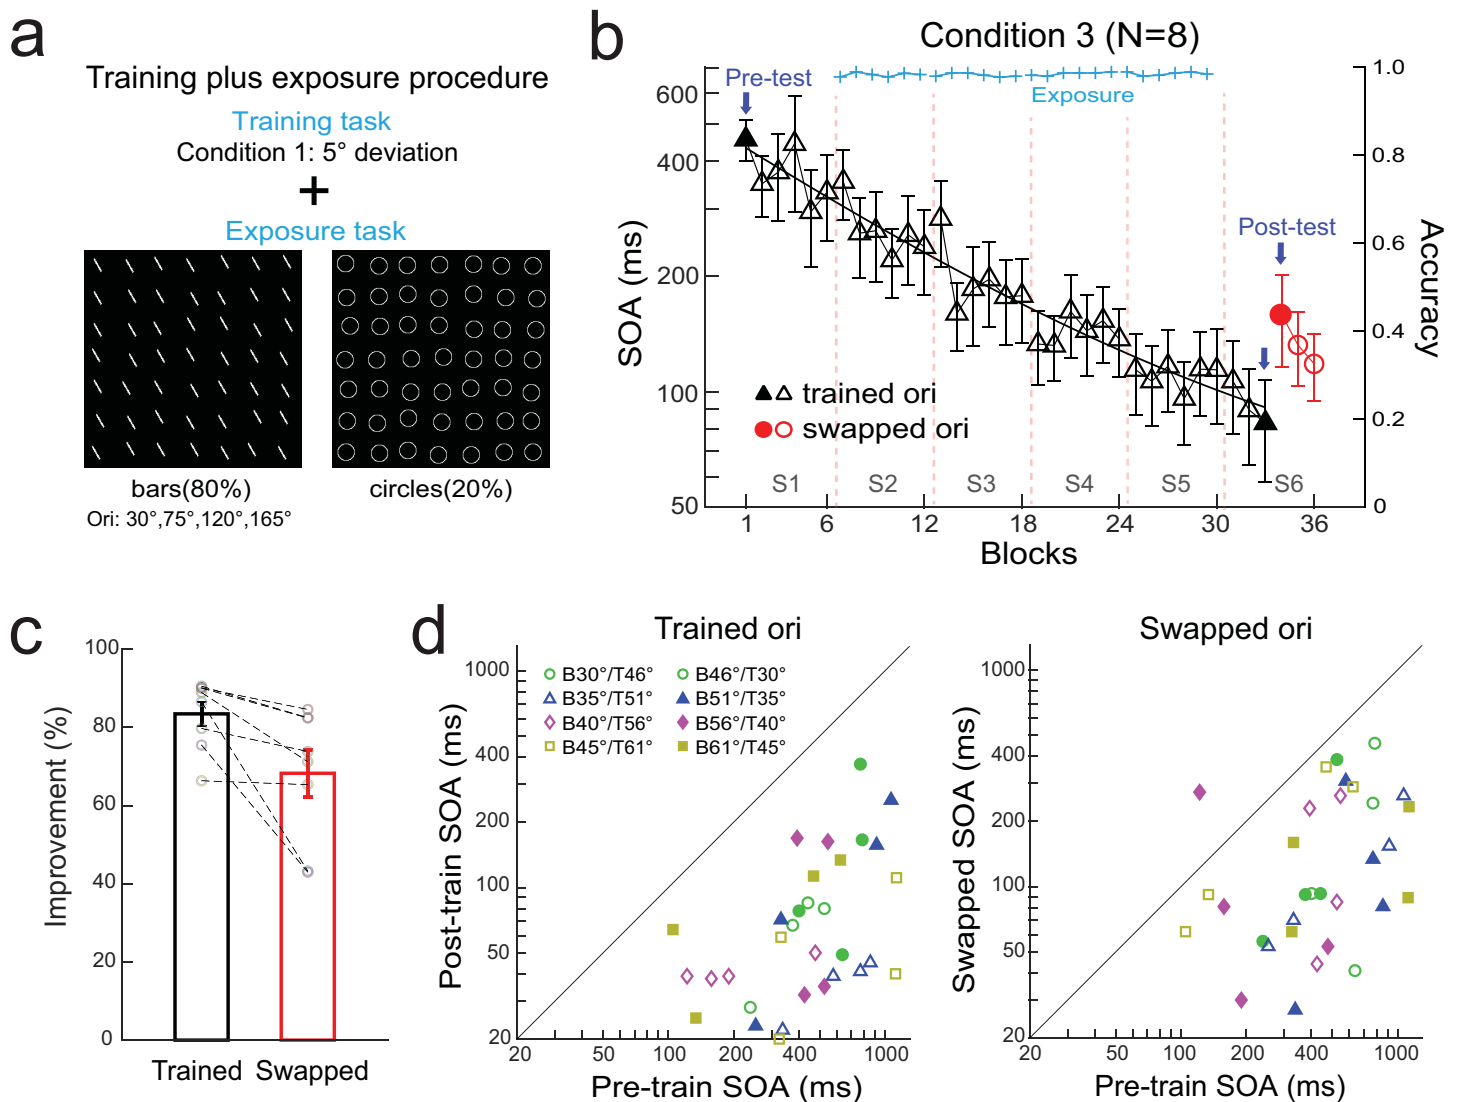 a
Training plus exposure procedure
Training task
Condition 1: 5° deviation
+
Exposure task
bars(80%)
circles(20%)
Ori: 30°,75°,120°,165°
b
Condition 3 (N=8)
Pre-test
Exposure
Post-test
SOA (ms)
600
400
200
100
50
Accuracy
1.0
0.8
0.6
0.4
0.2
0
trained ori
swapped ori
S1 S2 S3 S4 S5 S6
1 6 12 18 24 30 36
Blocks
c
Improvement (%)
100
80
60
40
20
0
Trained Swapped
d
Trained ori
Post-train SOA (ms)
1000
400
200
100
50
20
B30°/T46° B46°/T30°
B35°/T51° B51°/T35°
B40°/T56° B56°/T40°
B45°/T61° B61°/T45°
20 50 100 200 400 1000
Pre-train SOA (ms)
Swapped ori
Swapped SOA (ms)
1000
400
200
100
50
20
20 50 100 200 400 1000
Pre-train SOA (ms)